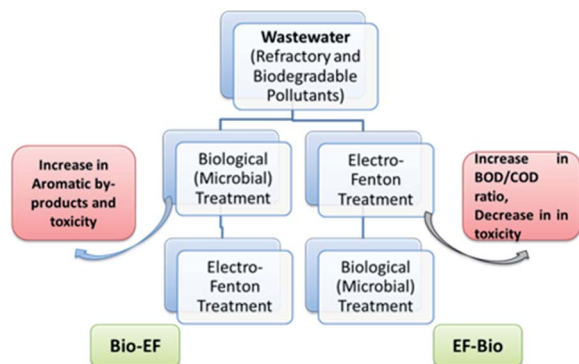 Wastewater
(Refractory and
Biodegradable
Pollutants)
Increase in
Aromatic by-
products and
toxicity
Biological
(Microbial)
Treatment
Electro-
Fenton
Treatment
Increase in
BOD/COD
ratio,
Decrease in in
toxicity
Electro-
Fenton
Treatment
Biological
(Microbial)
Treatment
Bio-EF
EF-Bio